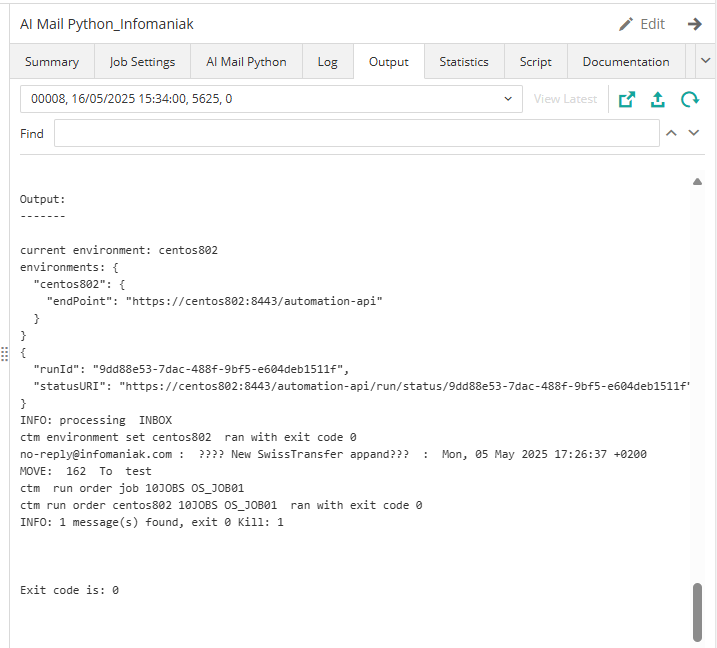 AI Mail Python_Infomaniak
Edit
Summary
Job Settings
AI Mail Python
Log
Output
Statistics
Script
Documentation
00008, 16/05/2025 15:34:00, 5625, 0
View Latest
Find
Output:
-------
current environment: centos802
environments: {
  "centos802": {
    "endPoint": "https://centos802:8443/automation-api"
  }
}
{
  "runId": "9dd88e53-7dac-488f-9bf5-e604deb1511f",
  "statusURI": "https://centos802:8443/automation-api/run/status/9dd88e53-7dac-488f-9bf5-e604deb1511f"
}
INFO: processing  INBOX
ctm environment set centos802  ran with exit code 0
no-reply@infomaniak.com :  ???? New SwissTransfer appand???  :  Mon, 05 May 2025 17:26:37 +0200
MOVE:  162  To  test
ctm  run order job 10JOBS OS_JOB01
ctm run order centos802 10JOBS OS_JOB01  ran with exit code 0
INFO: 1 message(s) found, exit 0 Kill: 1
Exit code is: 0